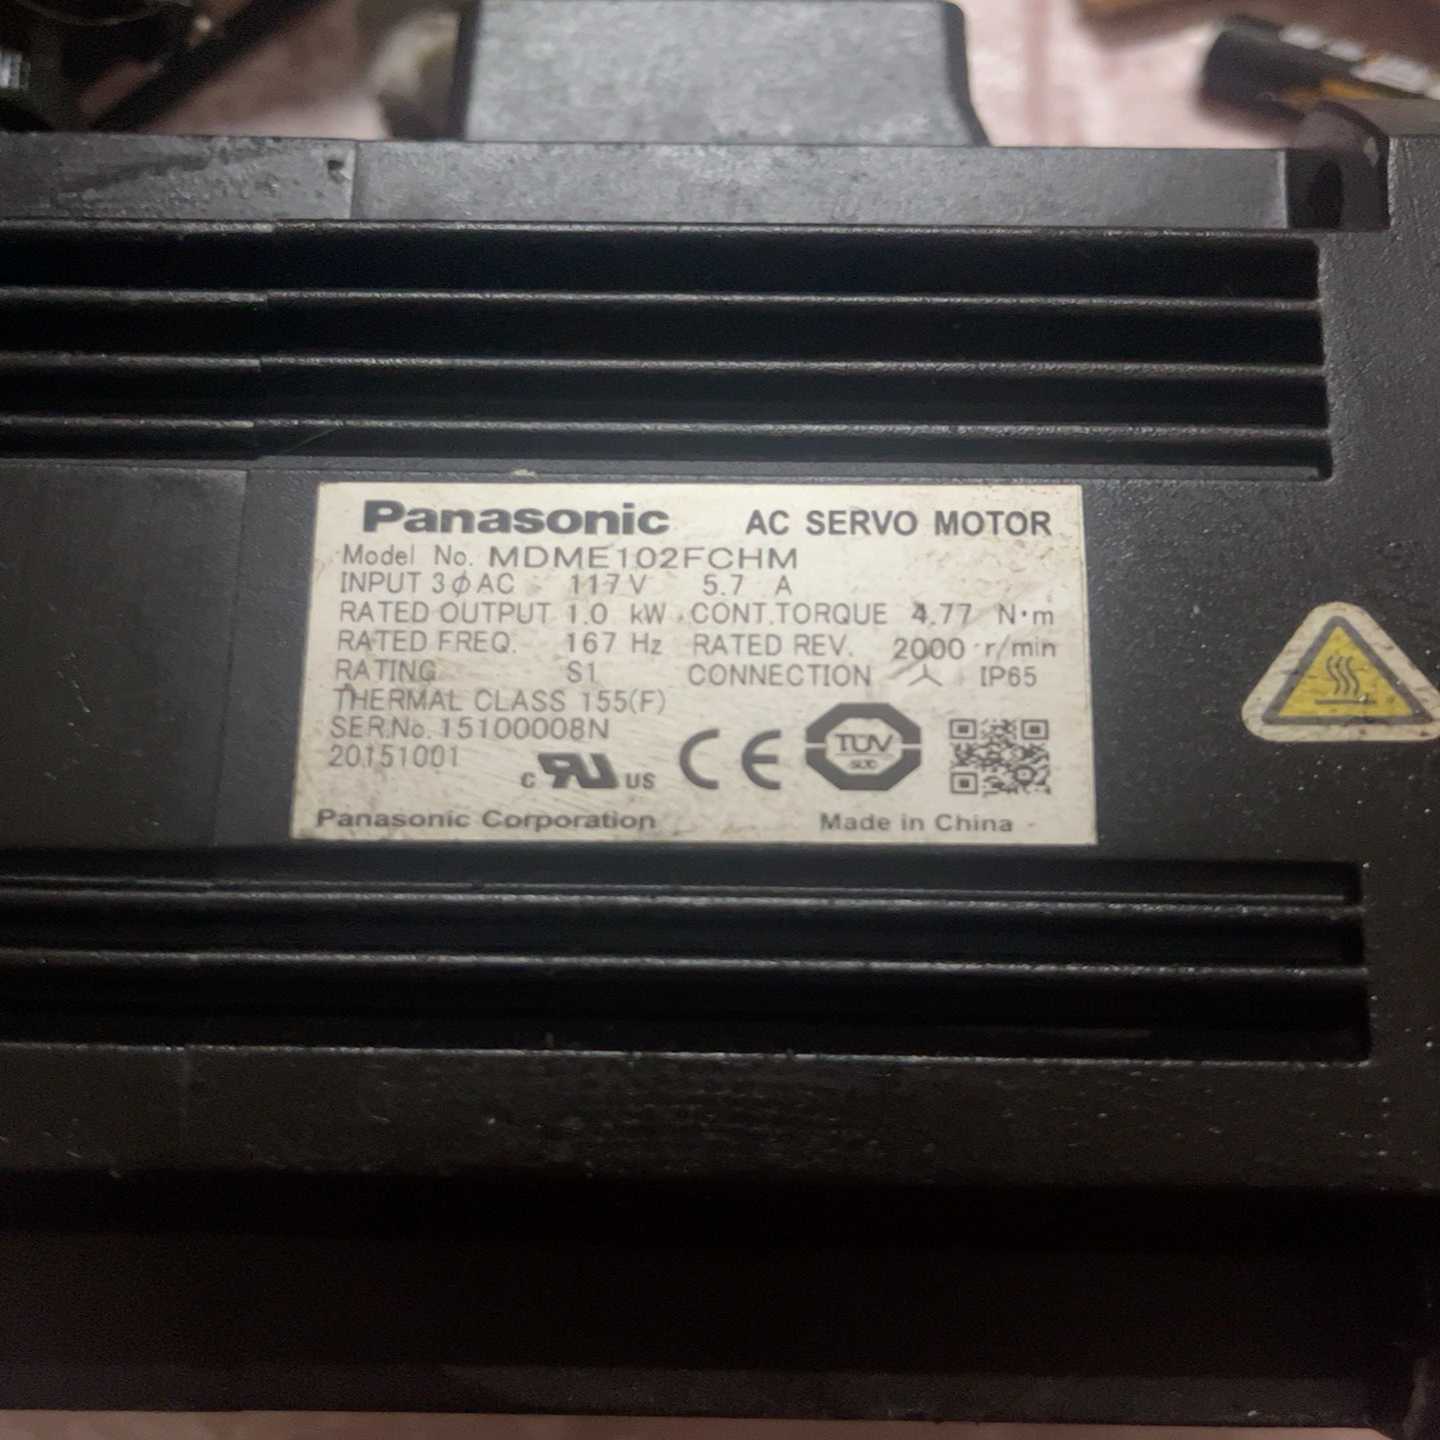 Panasonic AC SERVO MOTOR
Model No. MDME102FCHM
INPUT 3ϕAC 117 V 5.7 A
RATED OUTPUT 1.0 kW CONT.TORQUE 4.77 N·m
RATED FREQ. 167 Hz RATED REV. 2000 r/min
RATING S1 CONNECTION IP65
THERMAL CLASS 155(F)
SER.No. 15100008N
20151001
c RU us CE TÜV
Panasonic Corporation Made in China